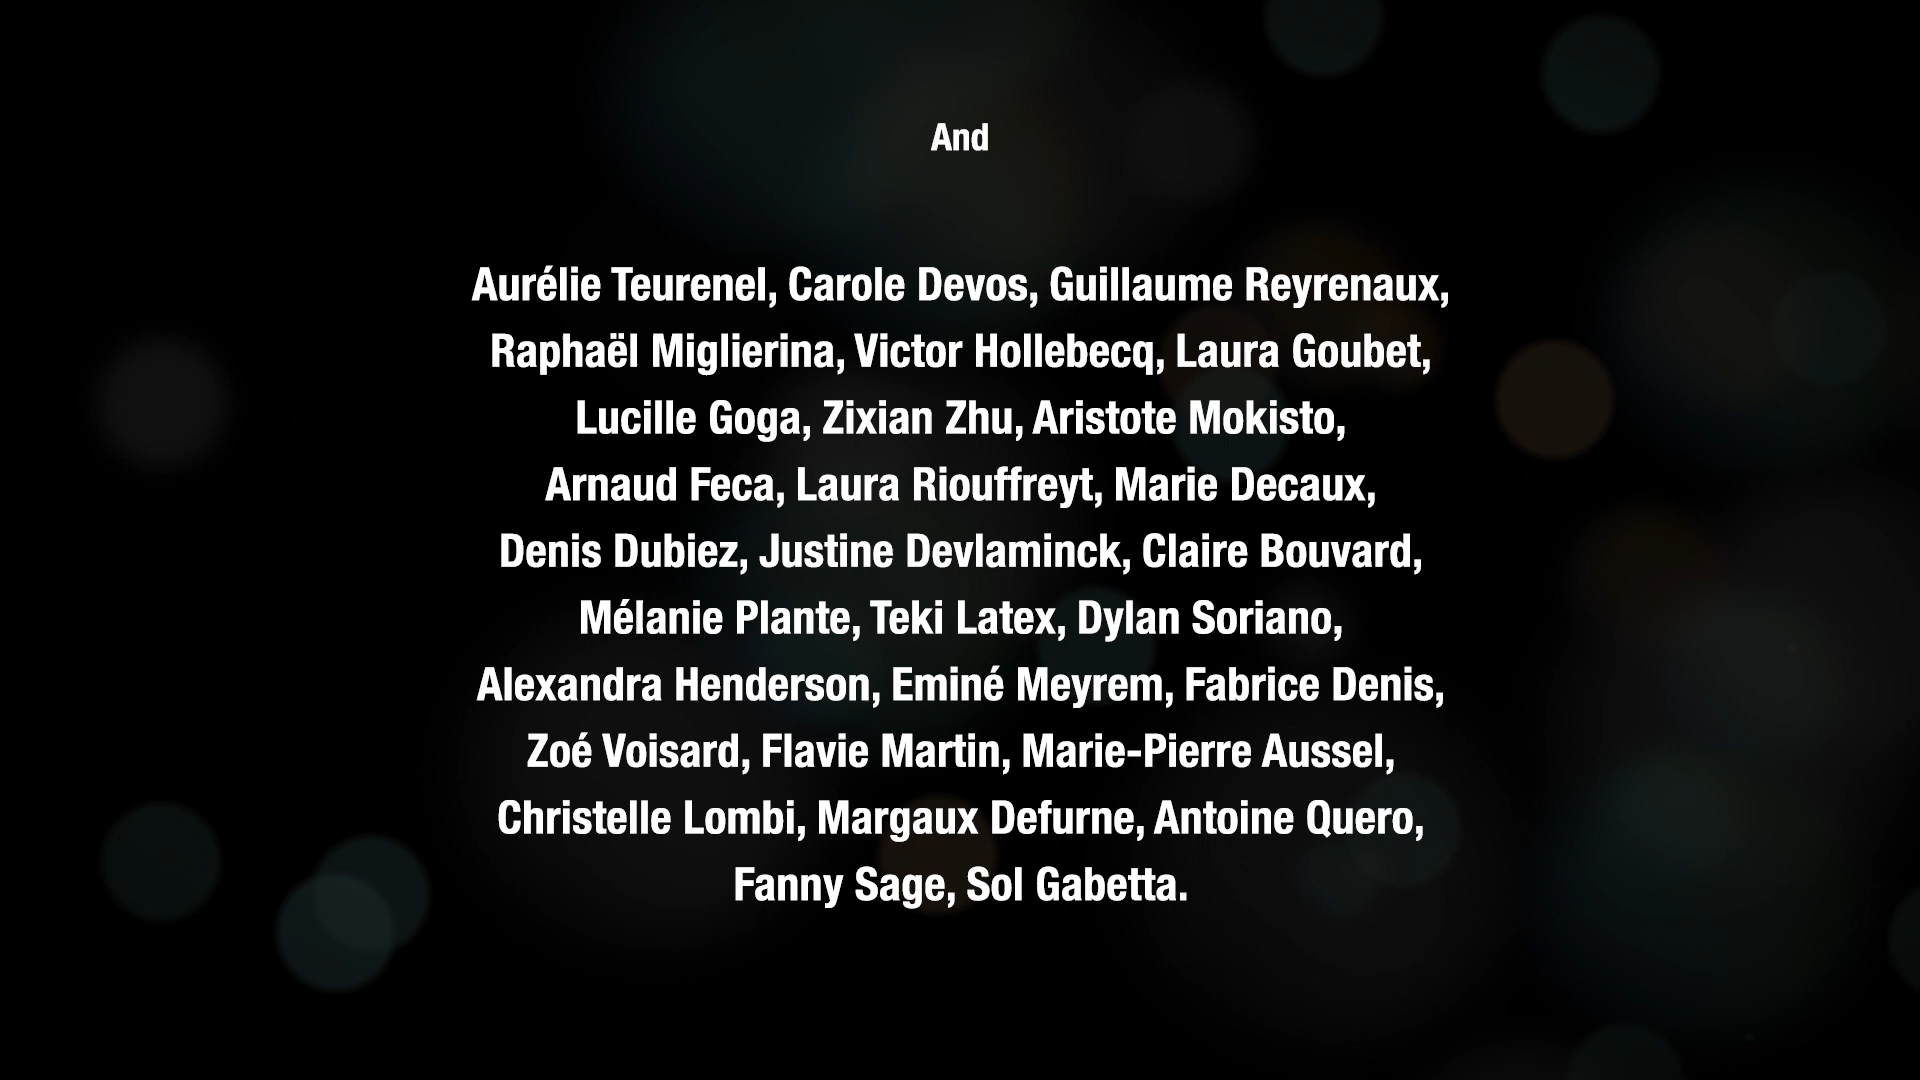 And
Aurélie Teurenel, Carole Devos, Guillaume Reyrenaux,
Raphaël Miglierina, Victor Hollebecq, Laura Goubet,
Lucille Goga, Zixian Zhu, Aristote Mokisto,
Arnaud Feca, Laura Riouffreyt, Marie Decaux,
Denis Dubiez, Justine Devlaminck, Claire Bouvard,
Mélanie Plante, Teki Latex, Dylan Soriano,
Alexandra Henderson, Eminé Meyrem, Fabrice Denis,
Zoé Voisard, Flavie Martin, Marie-Pierre Aussel,
Christelle Lombi, Margaux Defurne, Antoine Quero,
Fanny Sage, Sol Gabetta.